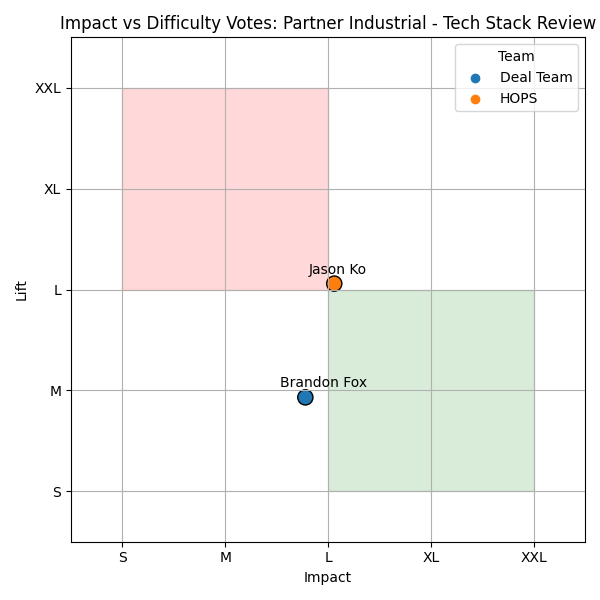 Impact vs Difficulty Votes: Partner Industrial - Tech Stack Review
Team
Deal Team
HOPS
XXL
XL
L
M
S
Lift
Jason Ko
Brandon Fox
S
M
L
XL
XXL
Impact